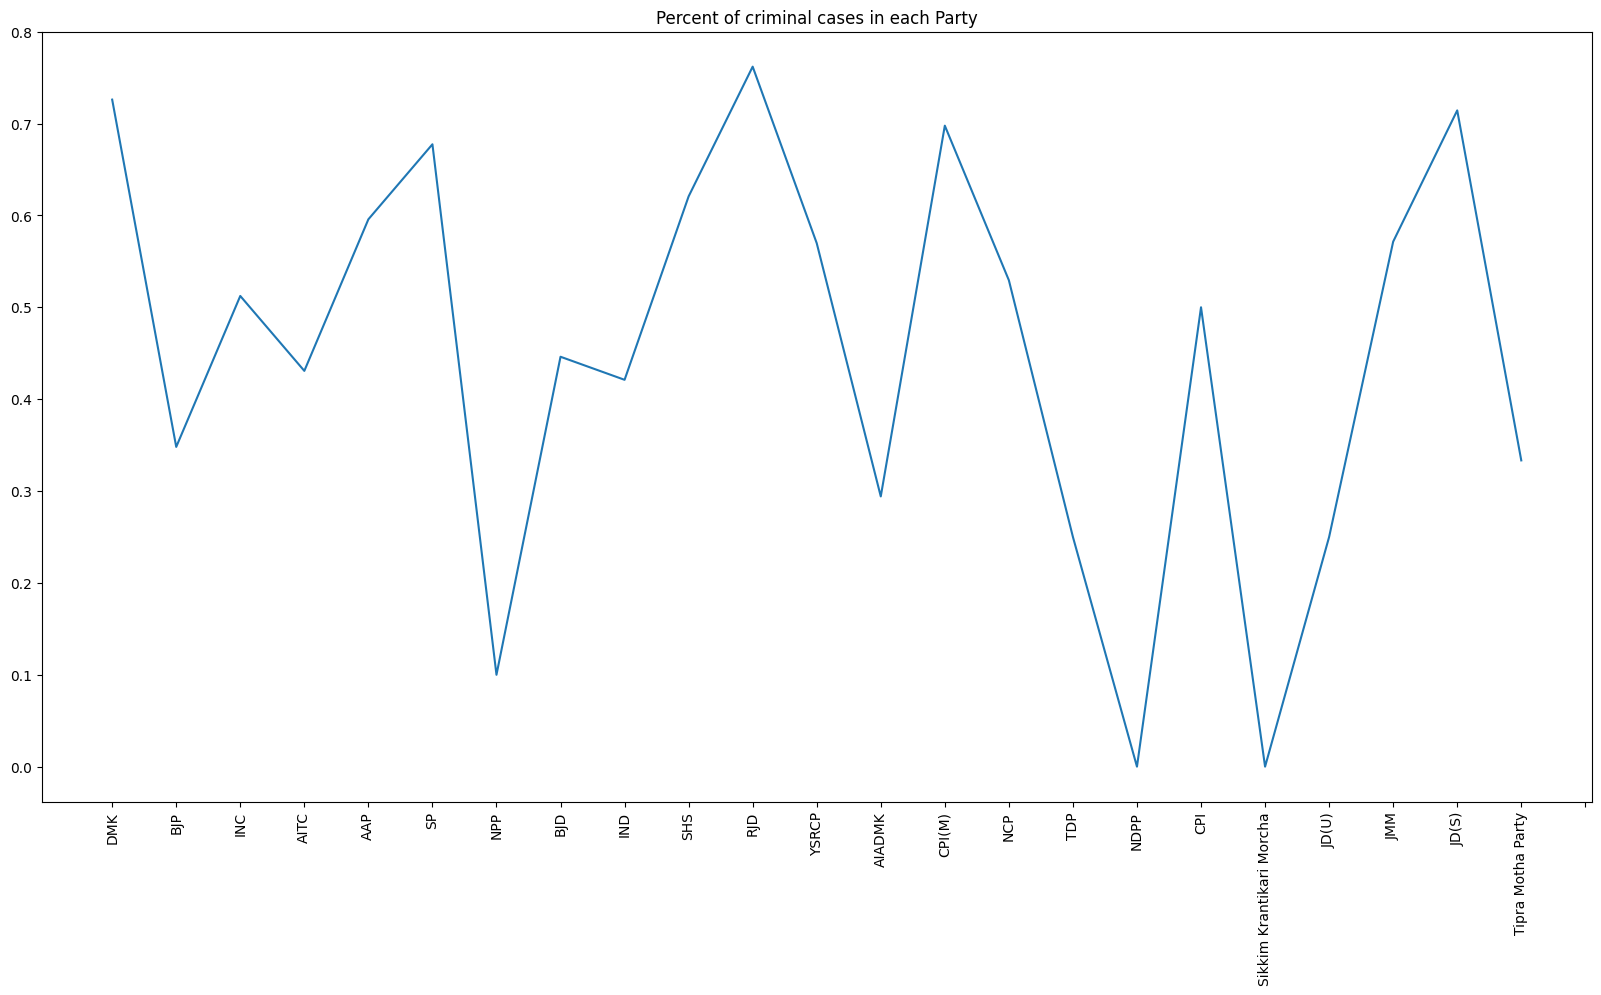 Percent of criminal cases in each Party
0.8
0.7
0.6
0.5
0.4
0.3
0.2
0.1
0.0
DMK
BJP
INC
AITC
AAP
SP
NPP
BJD
IND
SHS
RJD
YSRCP
AIADMK
CPI(M)
NCP
TDP
NDPP
CPI
Sikkim Krantikari Morcha
JD(U)
JMM
JD(S)
Tipra Motha Party